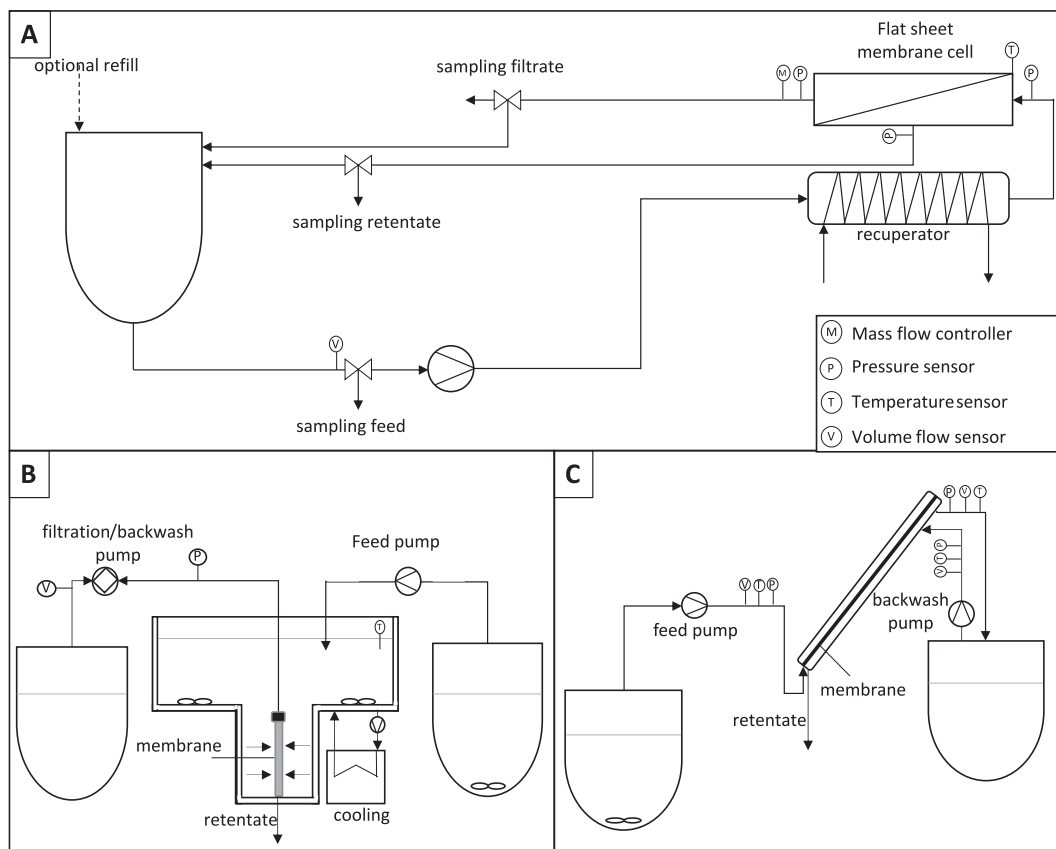 A
optional refill
sampling filtrate
Flat sheet
membrane cell
M
P
T
P
P
sampling retentate
recuperator
V
sampling feed
M Mass flow controller
P Pressure sensor
T Temperature sensor
V Volume flow sensor
B
filtration/backwash
pump
P
V
Feed pump
T
membrane
V
retentate
cooling
C
P V T
P
T
V
backwash
pump
V T P
feed pump
membrane
retentate